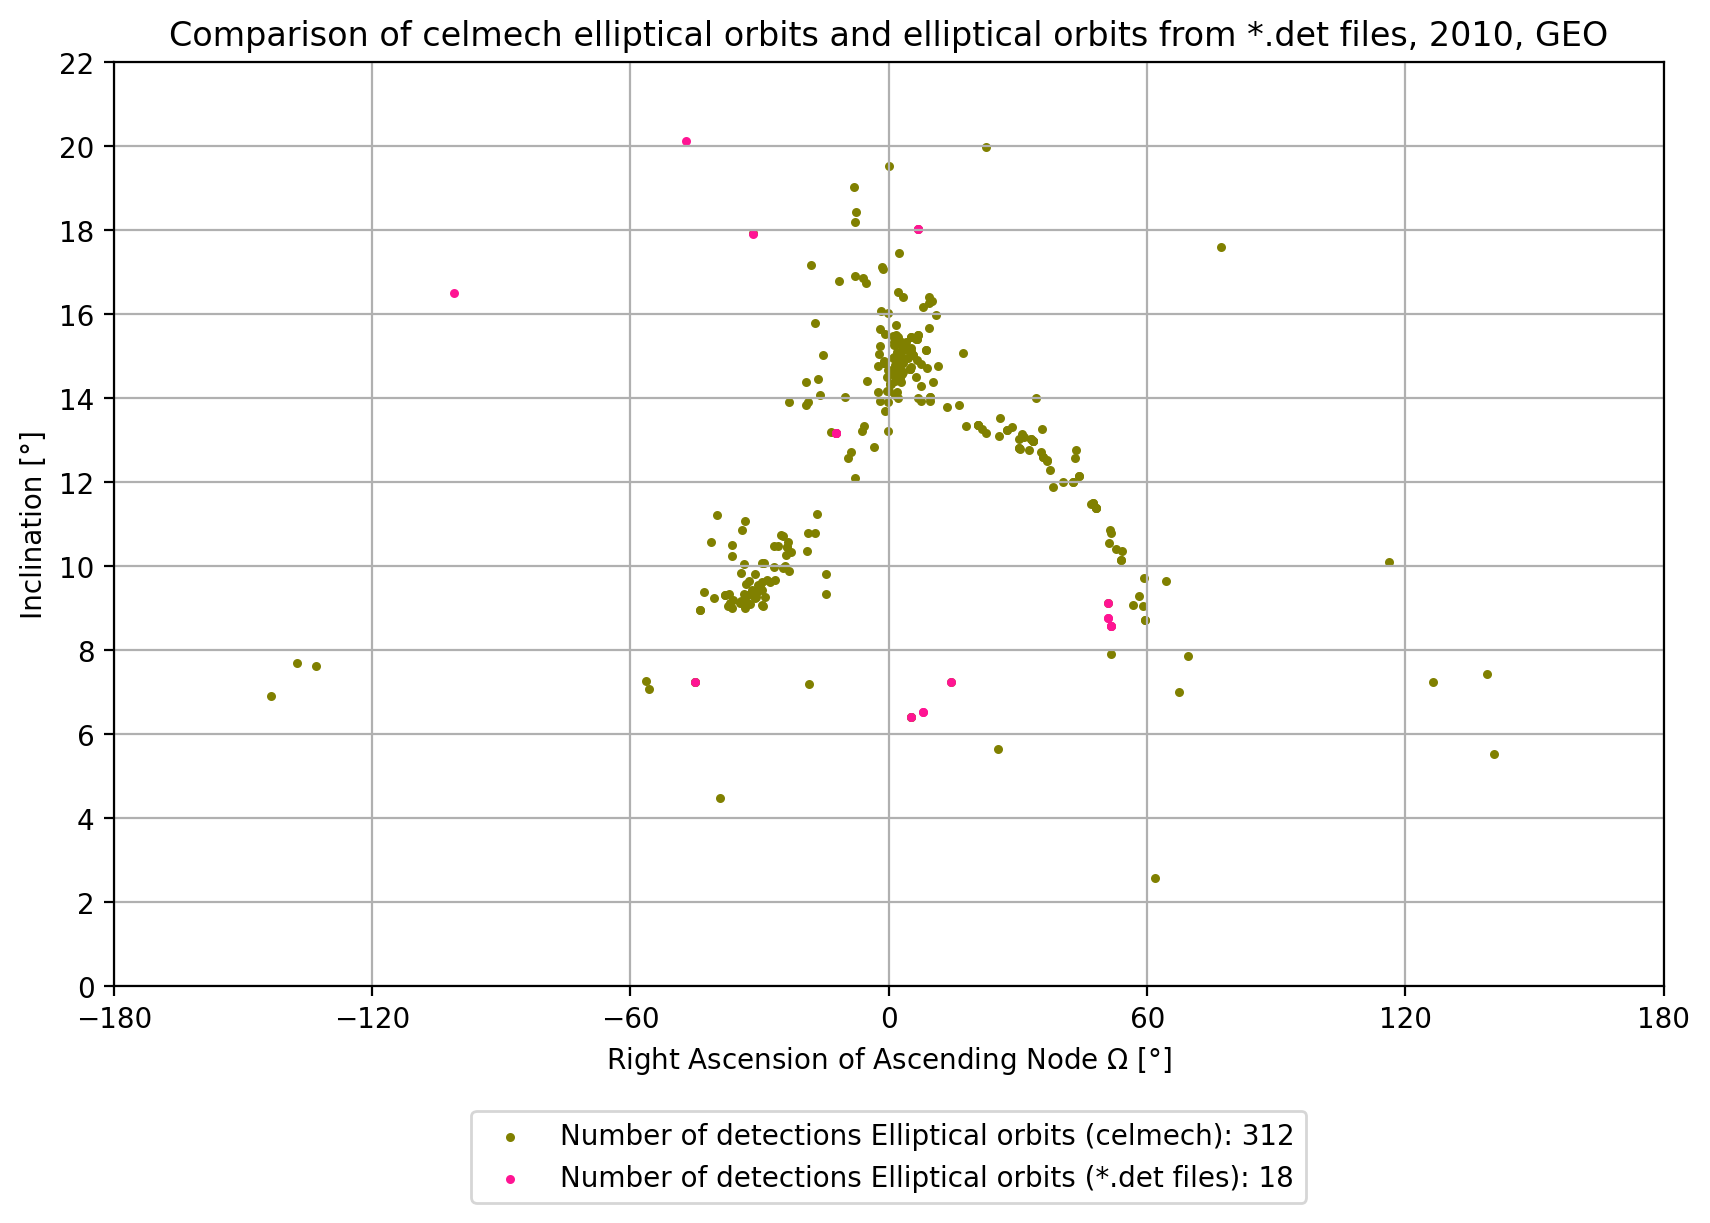 Comparison of celmech elliptical orbits and elliptical orbits from *.det files, 2010, GEO
22
20
18
16
14
12
10
8
6
4
2
0
Inclination [°]
−180 −120 −60 0 60 120 180
Right Ascension of Ascending Node Ω [°]
Number of detections Elliptical orbits (celmech): 312
Number of detections Elliptical orbits (*.det files): 18